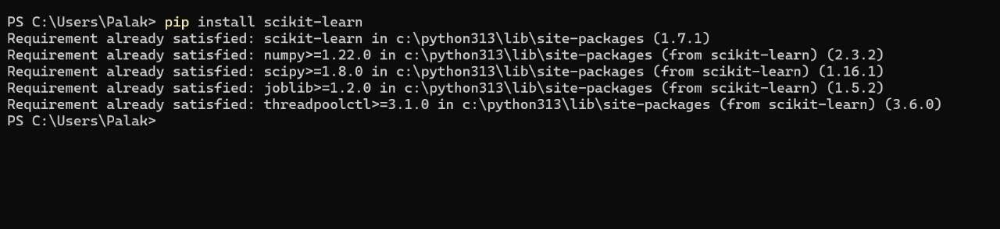 PS C:\Users\Palak> pip install scikit-learn
Requirement already satisfied: scikit-learn in c:\python313\lib\site-packages (1.7.1)
Requirement already satisfied: numpy>=1.22.0 in c:\python313\lib\site-packages (from scikit-learn) (2.3.2)
Requirement already satisfied: scipy>=1.8.0 in c:\python313\lib\site-packages (from scikit-learn) (1.16.1)
Requirement already satisfied: joblib>=1.2.0 in c:\python313\lib\site-packages (from scikit-learn) (1.5.2)
Requirement already satisfied: threadpoolctl>=3.1.0 in c:\python313\lib\site-packages (from scikit-learn) (3.6.0)
PS C:\Users\Palak>